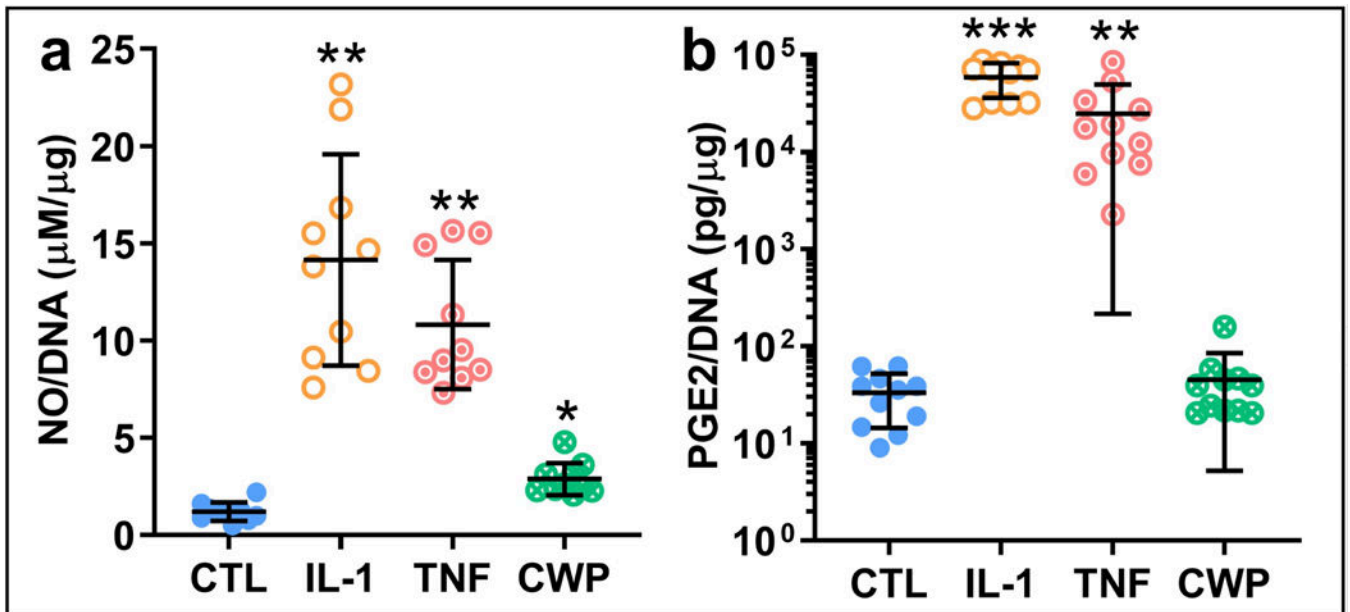 a
NO/DNA (μM/μg)
25
20
15
10
5
0
**
**
*
CTL IL-1 TNF CWP
b
PGE2/DNA (pg/μg)
10⁵
10⁴
10³
10²
10¹
10⁰
***
**
CTL IL-1 TNF CWP